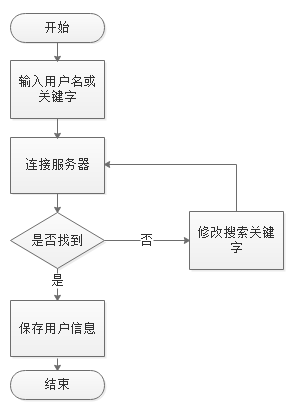 开始
输入用户名或
关键字
连接服务器
是否找到
否
修改搜索关键
字
是
保存用户信息
结束